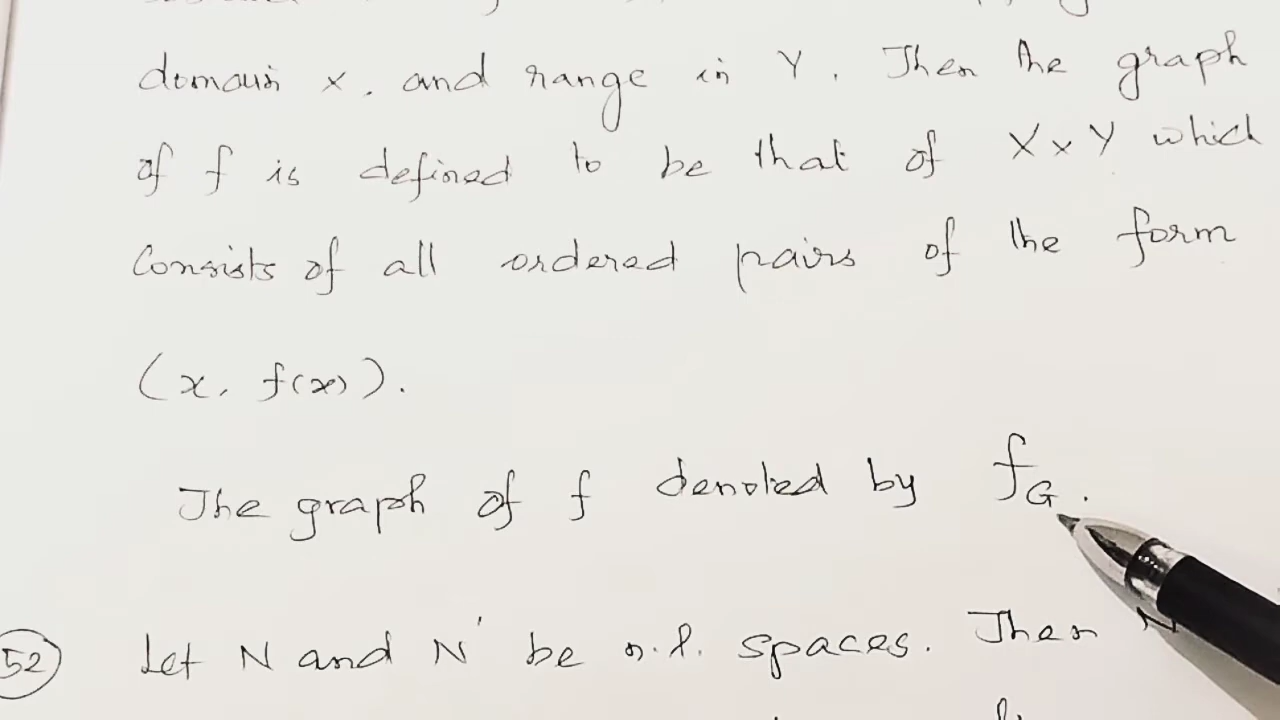 domain x, and range in Y. Then the graph
of f is defined to be that of X x Y which
Consists of all ordered pairs of the form
(x, f(x)).
The graph of f denoted by f_G.
52 Let N and N' be n.l. spaces. Then N